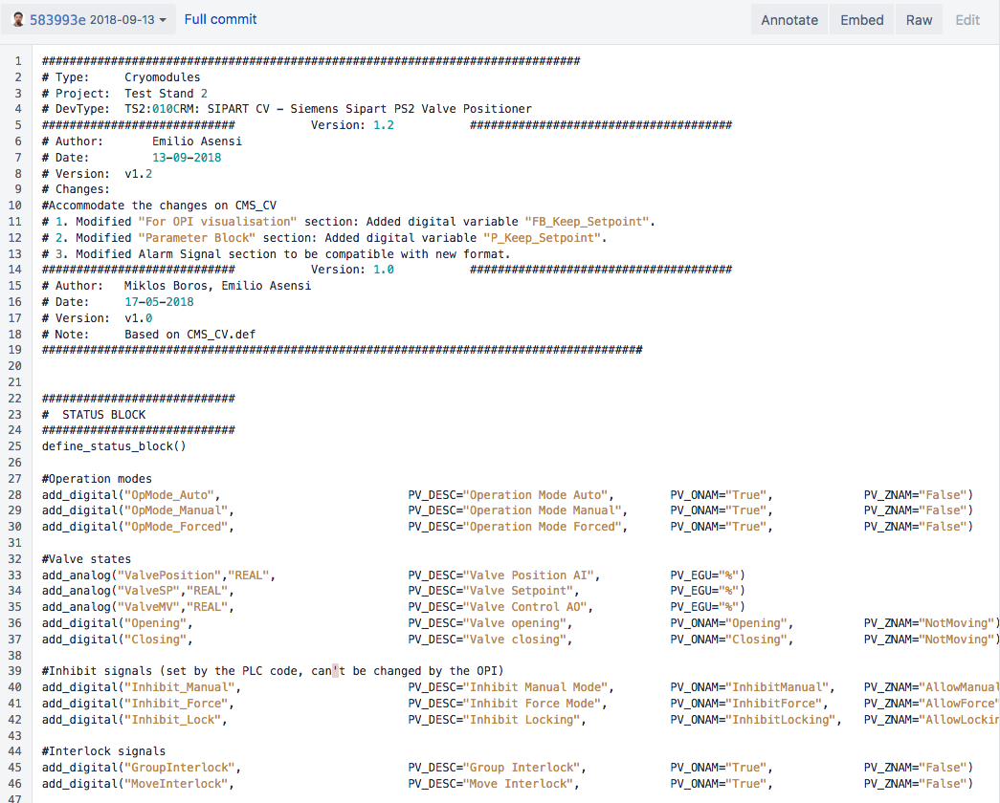 583993e 2018-09-13 Full commit Annotate Embed Raw Edit
1 ##############################################################################
2 # Type: Cryomodules
3 # Project: Test Stand 2
4 # DevType: TS2:010CRM: SIPART CV – Siemens Sipart PS2 Valve Positioner
5 ############################ Version: 1.2 ######################################
6 # Author: Emilio Asensi
7 # Date: 13-09-2018
8 # Version: v1.2
9 # Changes:
10 #Accommodate the changes on CMS_CV
11 # 1. Modified "For OPI visualisation" section: Added digital variable "FB_Keep_Setpoint".
12 # 2. Modified "Parameter Block" section: Added digital variable "P_Keep_Setpoint".
13 # 3. Modified Alarm Signal section to be compatible with new format.
14 ############################ Version: 1.0 ######################################
15 # Author: Miklos Boros, Emilio Asensi
16 # Date: 17-05-2018
17 # Version: v1.0
18 # Note: Based on CMS_CV.def
19 #######################################################################################
20
21
22 ############################
23 # STATUS BLOCK
24 ############################
25 define_status_block()
26
27 #Operation modes
28 add_digital("OpMode_Auto", PV_DESC="Operation Mode Auto", PV_ONAM="True", PV_ZNAM="False")
29 add_digital("OpMode_Manual", PV_DESC="Operation Mode Manual", PV_ONAM="True", PV_ZNAM="False")
30 add_digital("OpMode_Forced", PV_DESC="Operation Mode Forced", PV_ONAM="True", PV_ZNAM="False")
31
32 #Valve states
33 add_analog("ValvePosition","REAL", PV_DESC="Valve Position AI", PV_EGU="%")
34 add_analog("ValveSP","REAL", PV_DESC="Valve Setpoint", PV_EGU="%")
35 add_analog("ValveMV","REAL", PV_DESC="Valve Control AO", PV_EGU="%")
36 add_digital("Opening", PV_DESC="Valve opening", PV_ONAM="Opening", PV_ZNAM="NotMoving")
37 add_digital("Closing", PV_DESC="Valve closing", PV_ONAM="Closing", PV_ZNAM="NotMoving")
38
39 #Inhibit signals (set by the PLC code, can't be changed by the OPI)
40 add_digital("Inhibit_Manual", PV_DESC="Inhibit Manual Mode", PV_ONAM="InhibitManual", PV_ZNAM="AllowManual
41 add_digital("Inhibit_Force", PV_DESC="Inhibit Force Mode", PV_ONAM="InhibitForce", PV_ZNAM="AllowForce"
42 add_digital("Inhibit_Lock", PV_DESC="Inhibit Locking", PV_ONAM="InhibitLocking", PV_ZNAM="AllowLockin
43
44 #Interlock signals
45 add_digital("GroupInterlock", PV_DESC="Group Interlock", PV_ONAM="True", PV_ZNAM="False")
46 add_digital("MoveInterlock", PV_DESC="Move Interlock", PV_ONAM="True", PV_ZNAM="False")
47